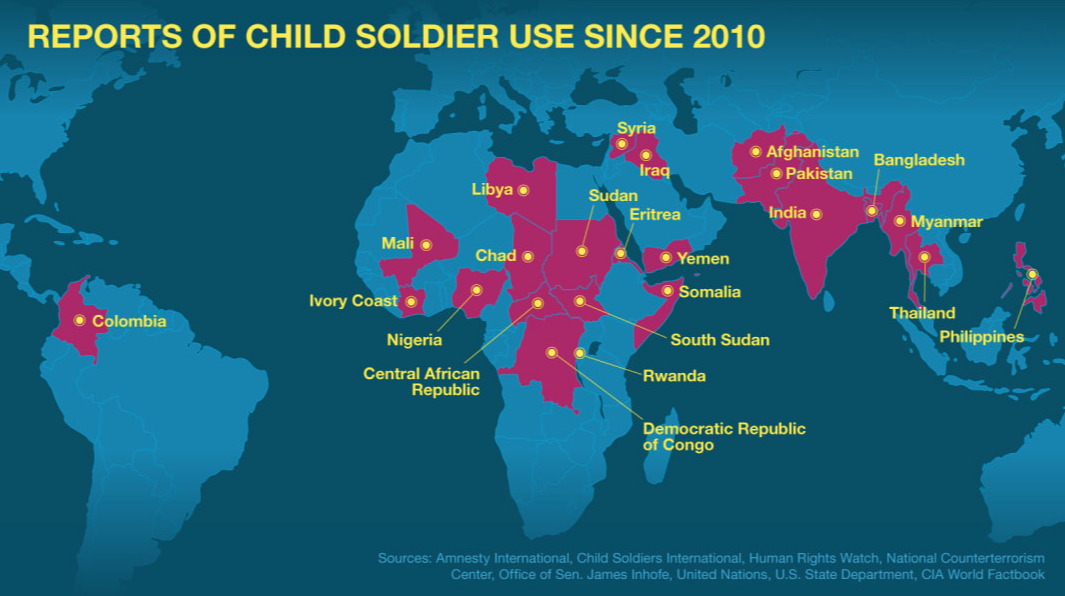 REPORTS OF CHILD SOLDIER USE SINCE 2010
Syria
Iraq
Afghanistan
Pakistan
Bangladesh
India
Myanmar
Libya
Sudan
Eritrea
Mali
Chad
Yemen
Ivory Coast
Somalia
Colombia
Nigeria
South Sudan
Thailand
Philippines
Central African
Republic
Rwanda
Democratic Republic
of Congo
Sources: Amnesty International, Child Soldiers International, Human Rights Watch, National Counterterrorism
Center, Office of Sen. James Inhofe, United Nations, U.S. State Department, CIA World Factbook